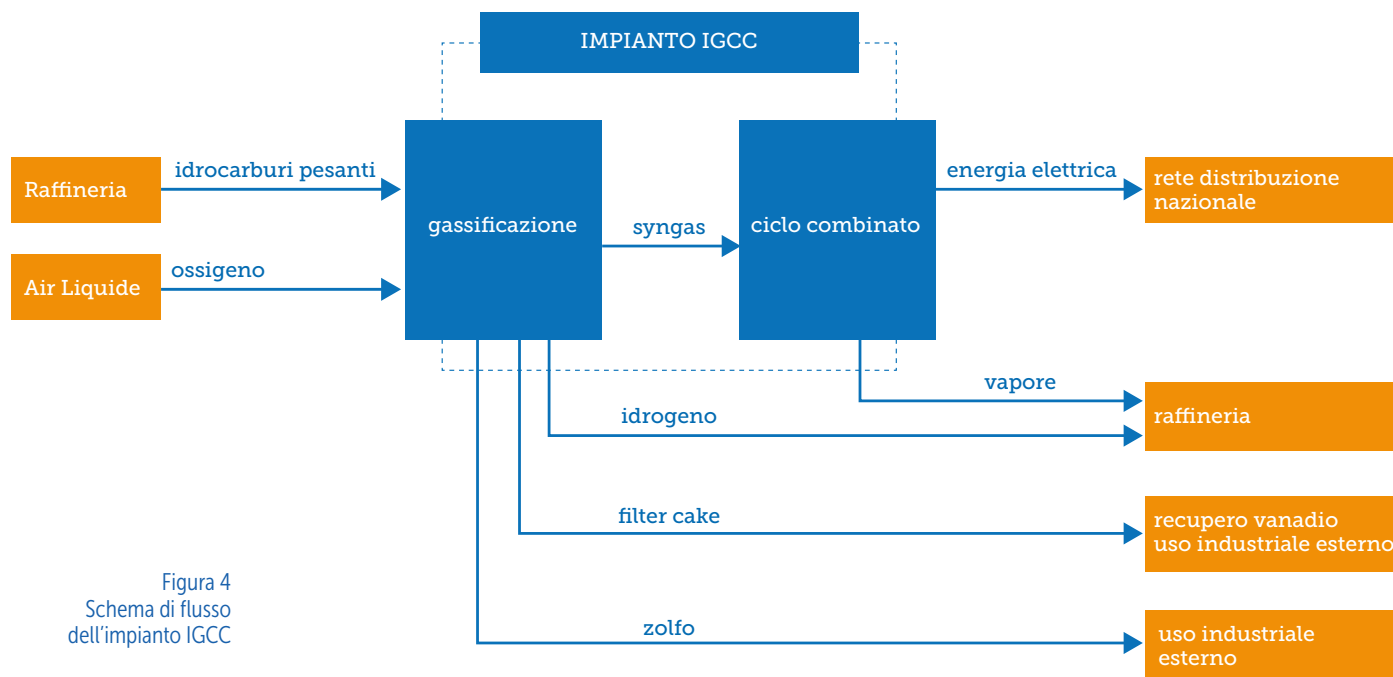 IMPIANTO IGCC
Raffineria
idrocarburi pesanti
Air Liquide
ossigeno
gassificazione
syngas
ciclo combinato
energia elettrica
rete distribuzione
nazionale
vapore
idrogeno
raffineria
filter cake
recupero vanadio
uso industriale esterno
zolfo
uso industriale
esterno
Figura 4
Schema di flusso
dell'impianto IGCC